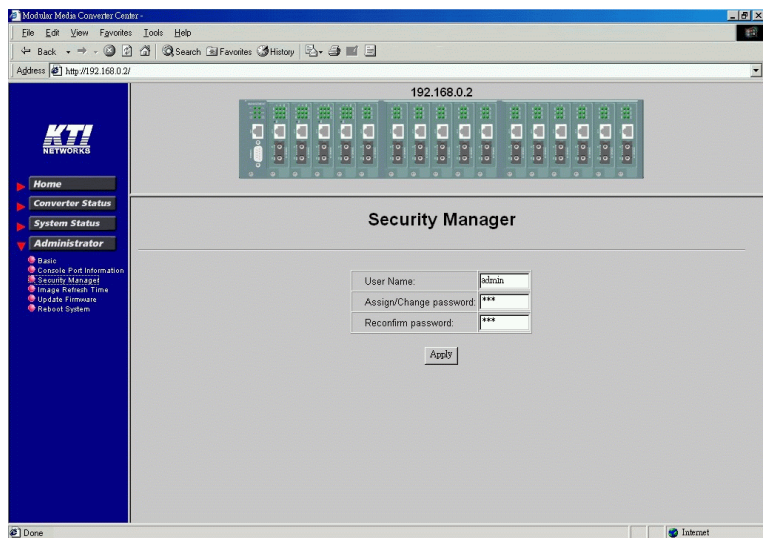 Modular Media Converter Center -
File Edit View Favorites Tools Help
Back Search Favorites History
Address http://192.168.0.2/
192.168.0.2
KTI
NETWORKS
Home
Converter Status
System Status
Administrator
Basic
Console Port Information
Security Manager
Image Refresh Time
Update Firmware
Reboot System
Security Manager
User Name: admin
Assign/Change password: ***
Reconfirm password: ***
Apply
Done Internet